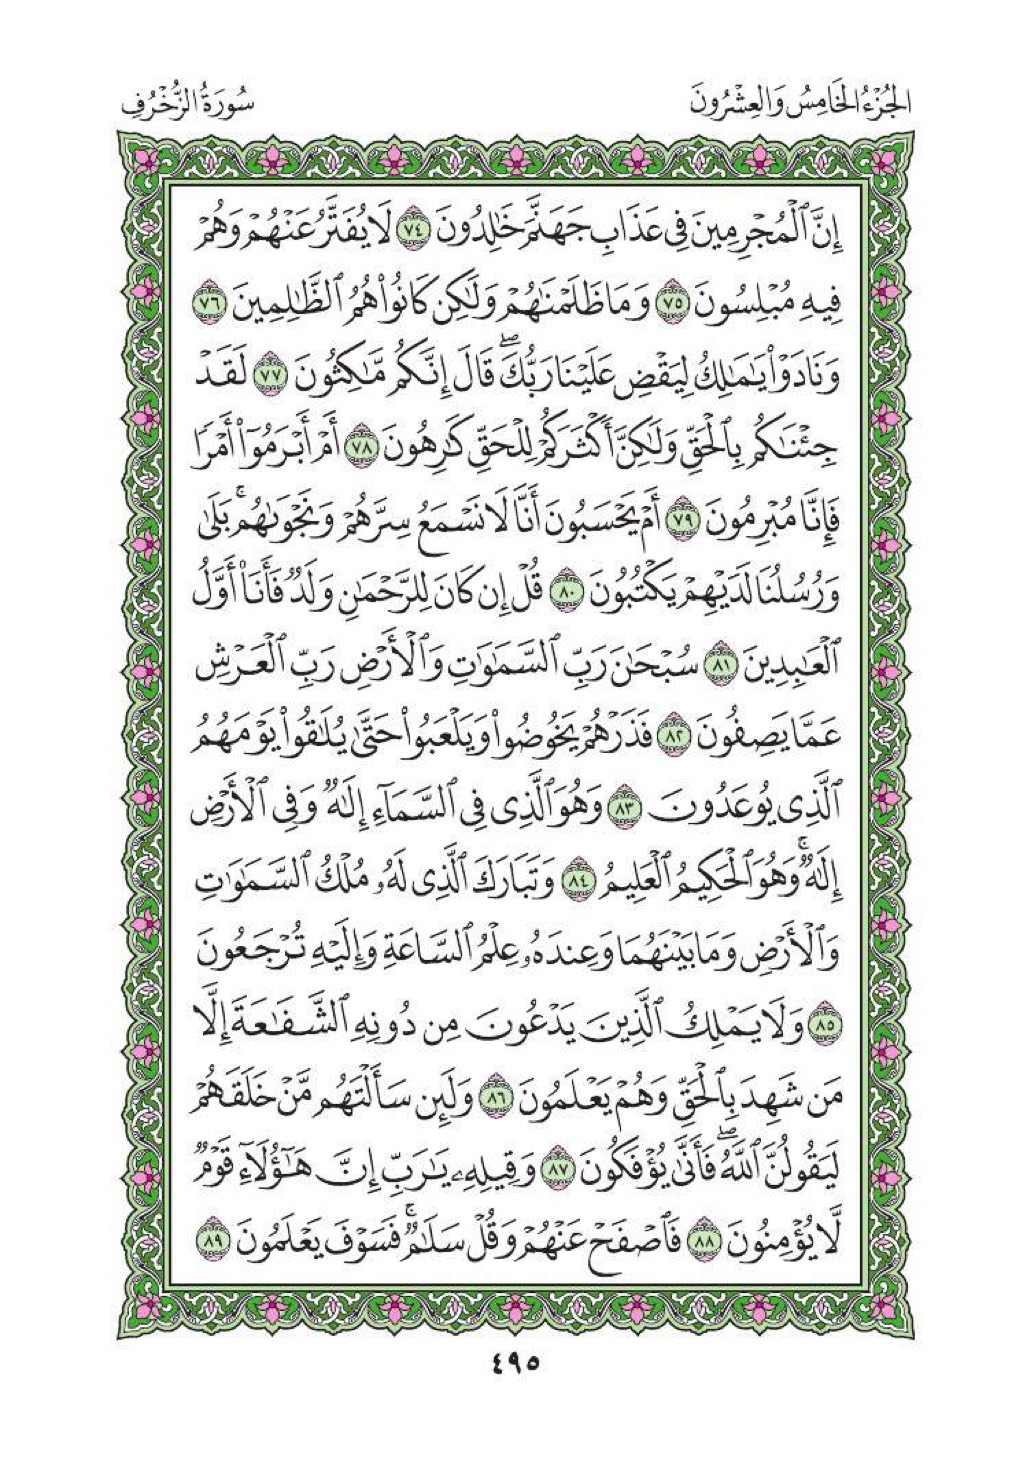 الجُزْءُ الخَامِسُ وَالعِشْرُونَ
سُورَةُ الزُّخْرُفِ
إِنَّ ٱلْمُجْرِمِينَ فِى عَذَابِ جَهَنَّمَ خَٰلِدُونَ ٧٤ لَا يُفَتَّرُ عَنْهُمْ وَهُمْ
فِيهِ مُبْلِسُونَ ٧٥ وَمَا ظَلَمْنَٰهُمْ وَلَٰكِن كَانُوا۟ هُمُ ٱلظَّٰلِمِينَ ٧٦
وَنَادَوْا۟ يَٰمَٰلِكُ لِيَقْضِ عَلَيْنَا رَبُّكَ ۖ قَالَ إِنَّكُم مَّٰكِثُونَ ٧٧ لَقَدْ
جِئْنَٰكُم بِٱلْحَقِّ وَلَٰكِنَّ أَكْثَرَكُمْ لِلْحَقِّ كَٰرِهُونَ ٧٨ أَمْ أَبْرَمُوٓا۟ أَمْرًا
فَإِنَّا مُبْرِمُونَ ٧٩ أَمْ يَحْسَبُونَ أَنَّا لَا نَسْمَعُ سِرَّهُمْ وَنَجْوَىٰهُم ۚ بَلَىٰ
وَرُسُلُنَا لَدَيْهِمْ يَكْتُبُونَ ٨٠ قُلْ إِن كَانَ لِلرَّحْمَٰنِ وَلَدٌ فَأَنَا۠ أَوَّلُ
ٱلْعَٰبِدِينَ ٨١ سُبْحَٰنَ رَبِّ ٱلسَّمَٰوَٰتِ وَٱلْأَرْضِ رَبِّ ٱلْعَرْشِ
عَمَّا يَصِفُونَ ٨٢ فَذَرْهُمْ يَخُوضُوا۟ وَيَلْعَبُوا۟ حَتَّىٰ يُلَٰقُوا۟ يَوْمَهُمُ
ٱلَّذِى يُوعَدُونَ ٨٣ وَهُوَ ٱلَّذِى فِى ٱلسَّمَآءِ إِلَٰهٌ وَفِى ٱلْأَرْضِ
إِلَٰهٌ ۚ وَهُوَ ٱلْحَكِيمُ ٱلْعَلِيمُ ٨٤ وَتَبَارَكَ ٱلَّذِى لَهُۥ مُلْكُ ٱلسَّمَٰوَٰتِ
وَٱلْأَرْضِ وَمَا بَيْنَهُمَا وَعِندَهُۥ عِلْمُ ٱلسَّاعَةِ وَإِلَيْهِ تُرْجَعُونَ
٨٥ وَلَا يَمْلِكُ ٱلَّذِينَ يَدْعُونَ مِن دُونِهِ ٱلشَّفَٰعَةَ إِلَّا
مَن شَهِدَ بِٱلْحَقِّ وَهُمْ يَعْلَمُونَ ٨٦ وَلَئِن سَأَلْتَهُم مَّنْ خَلَقَهُمْ
لَيَقُولُنَّ ٱللَّهُ ۖ فَأَنَّىٰ يُؤْفَكُونَ ٨٧ وَقِيلِهِۦ يَٰرَبِّ إِنَّ هَٰٓؤُلَآءِ قَوْمٌ
لَّا يُؤْمِنُونَ ٨٨ فَٱصْفَحْ عَنْهُمْ وَقُلْ سَلَٰمٌ ۚ فَسَوْفَ يَعْلَمُونَ ٨٩
٤٩٥